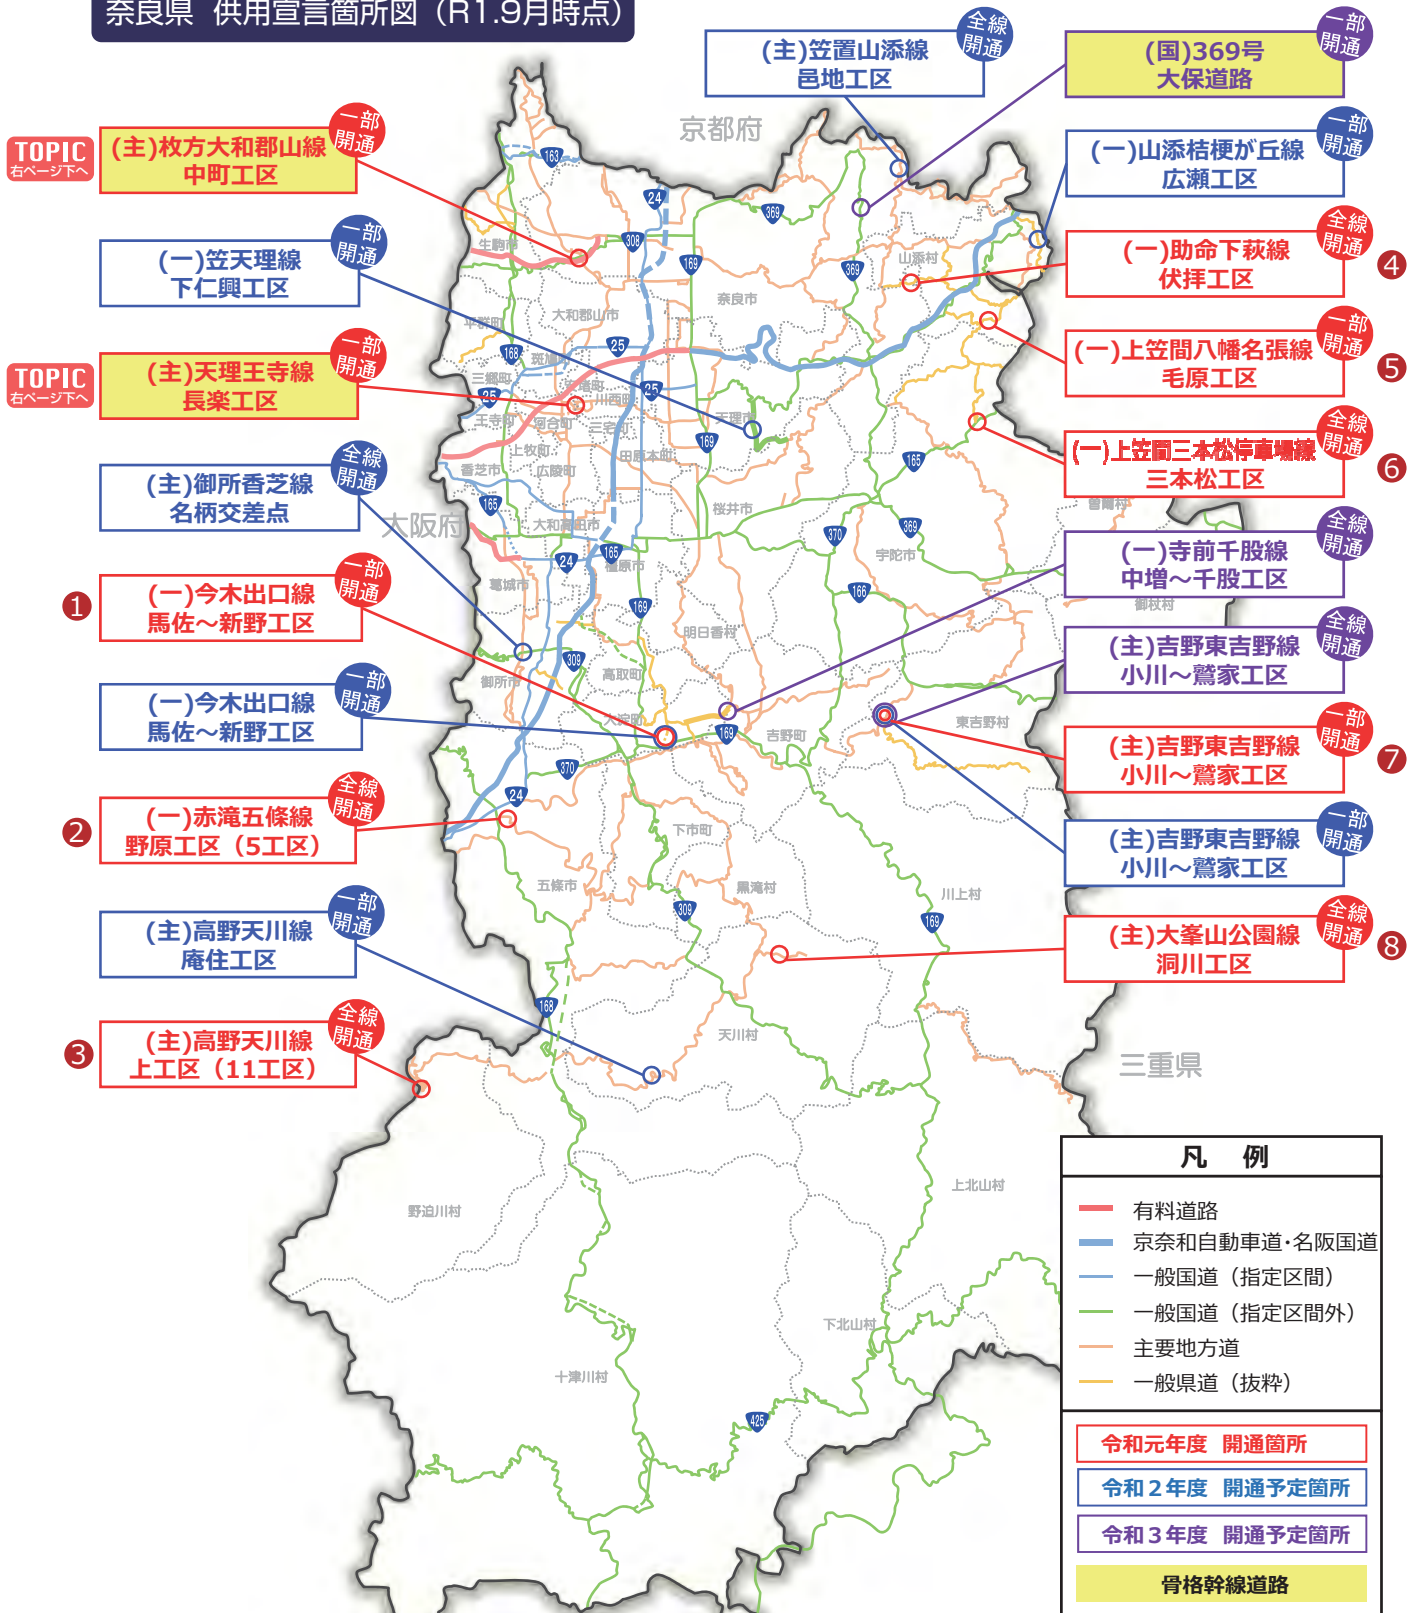 奈良県 供用宣言箇所図（R1.9月時点）
(主)笠置山添線
邑地工区
全線
開通
(国)369号
大保道路
一部
開通
TOPIC
右ページ下へ
(主)枚方大和郡山線
中町工区
一部
開通
(一)山添桔梗が丘線
広瀬工区
一部
開通
(一)笠天理線
下仁興工区
一部
開通
(一)助命下萩線
伏拝工区
全線
開通
4
TOPIC
右ページ下へ
(主)天理王寺線
長楽工区
一部
開通
(一)上笠間八幡名張線
毛原工区
一部
開通
5
(主)御所香芝線
名柄交差点
全線
開通
(一)上笠間三本松停車場線
三本松工区
全線
開通
6
1
(一)今木出口線
馬佐～新野工区
一部
開通
(一)寺前千股線
中増～千股工区
全線
開通
(一)今木出口線
馬佐～新野工区
一部
開通
(主)吉野東吉野線
小川～鷲家工区
全線
開通
2
(一)赤滝五條線
野原工区（5工区）
全線
開通
(主)吉野東吉野線
小川～鷲家工区
一部
開通
7
(主)高野天川線
庵住工区
一部
開通
(主)吉野東吉野線
小川～鷲家工区
一部
開通
3
(主)高野天川線
上工区（11工区）
全線
開通
(主)大峯山公園線
洞川工区
全線
開通
8
京都府
大阪府
三重県
163
24
369
308
169
369
生駒市
山添村
奈良市
大和郡山市
平群町
25
168
斑鳩町
三郷町
安堵町
25
25
川西町
王寺町
河合町
三宅町
天理市
169
上牧町
田原本町
香芝市
広陵町
165
165
桜井市
曽爾村
大和高田市
370
369
宇陀市
24
165
橿原市
葛城市
166
御杖村
169
明日香村
309
高取町
御所市
大淀町
169
吉野町
東吉野村
370
24
下市町
五條市
黒滝村
川上村
309
169
168
天川村
上北山村
野迫川村
下北山村
十津川村
425
凡 例
有料道路
京奈和自動車道・名阪国道
一般国道（指定区間）
一般国道（指定区間外）
主要地方道
一般県道（抜粋）
令和元年度 開通箇所
令和２年度 開通予定箇所
令和３年度 開通予定箇所
骨格幹線道路